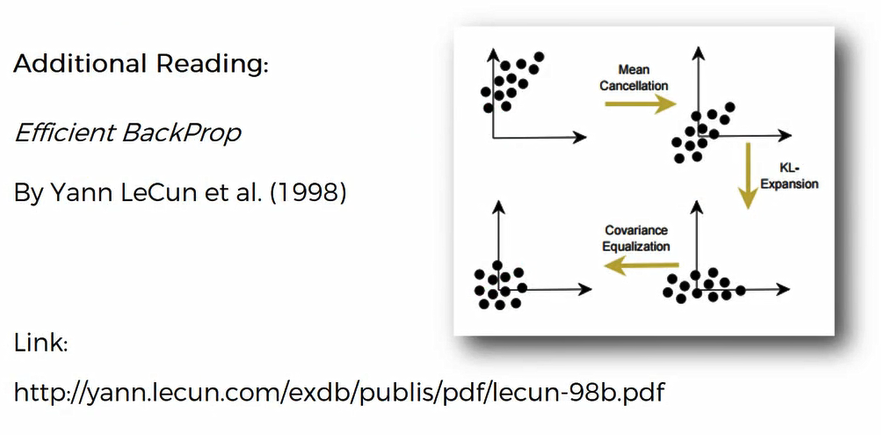 Additional Reading:
Efficient BackProp
By Yann LeCun et al. (1998)
Mean
Cancellation
KL-
Expansion
Covariance
Equalization
Link:
http://yann.lecun.com/exdb/publis/pdf/lecun-98b.pdf